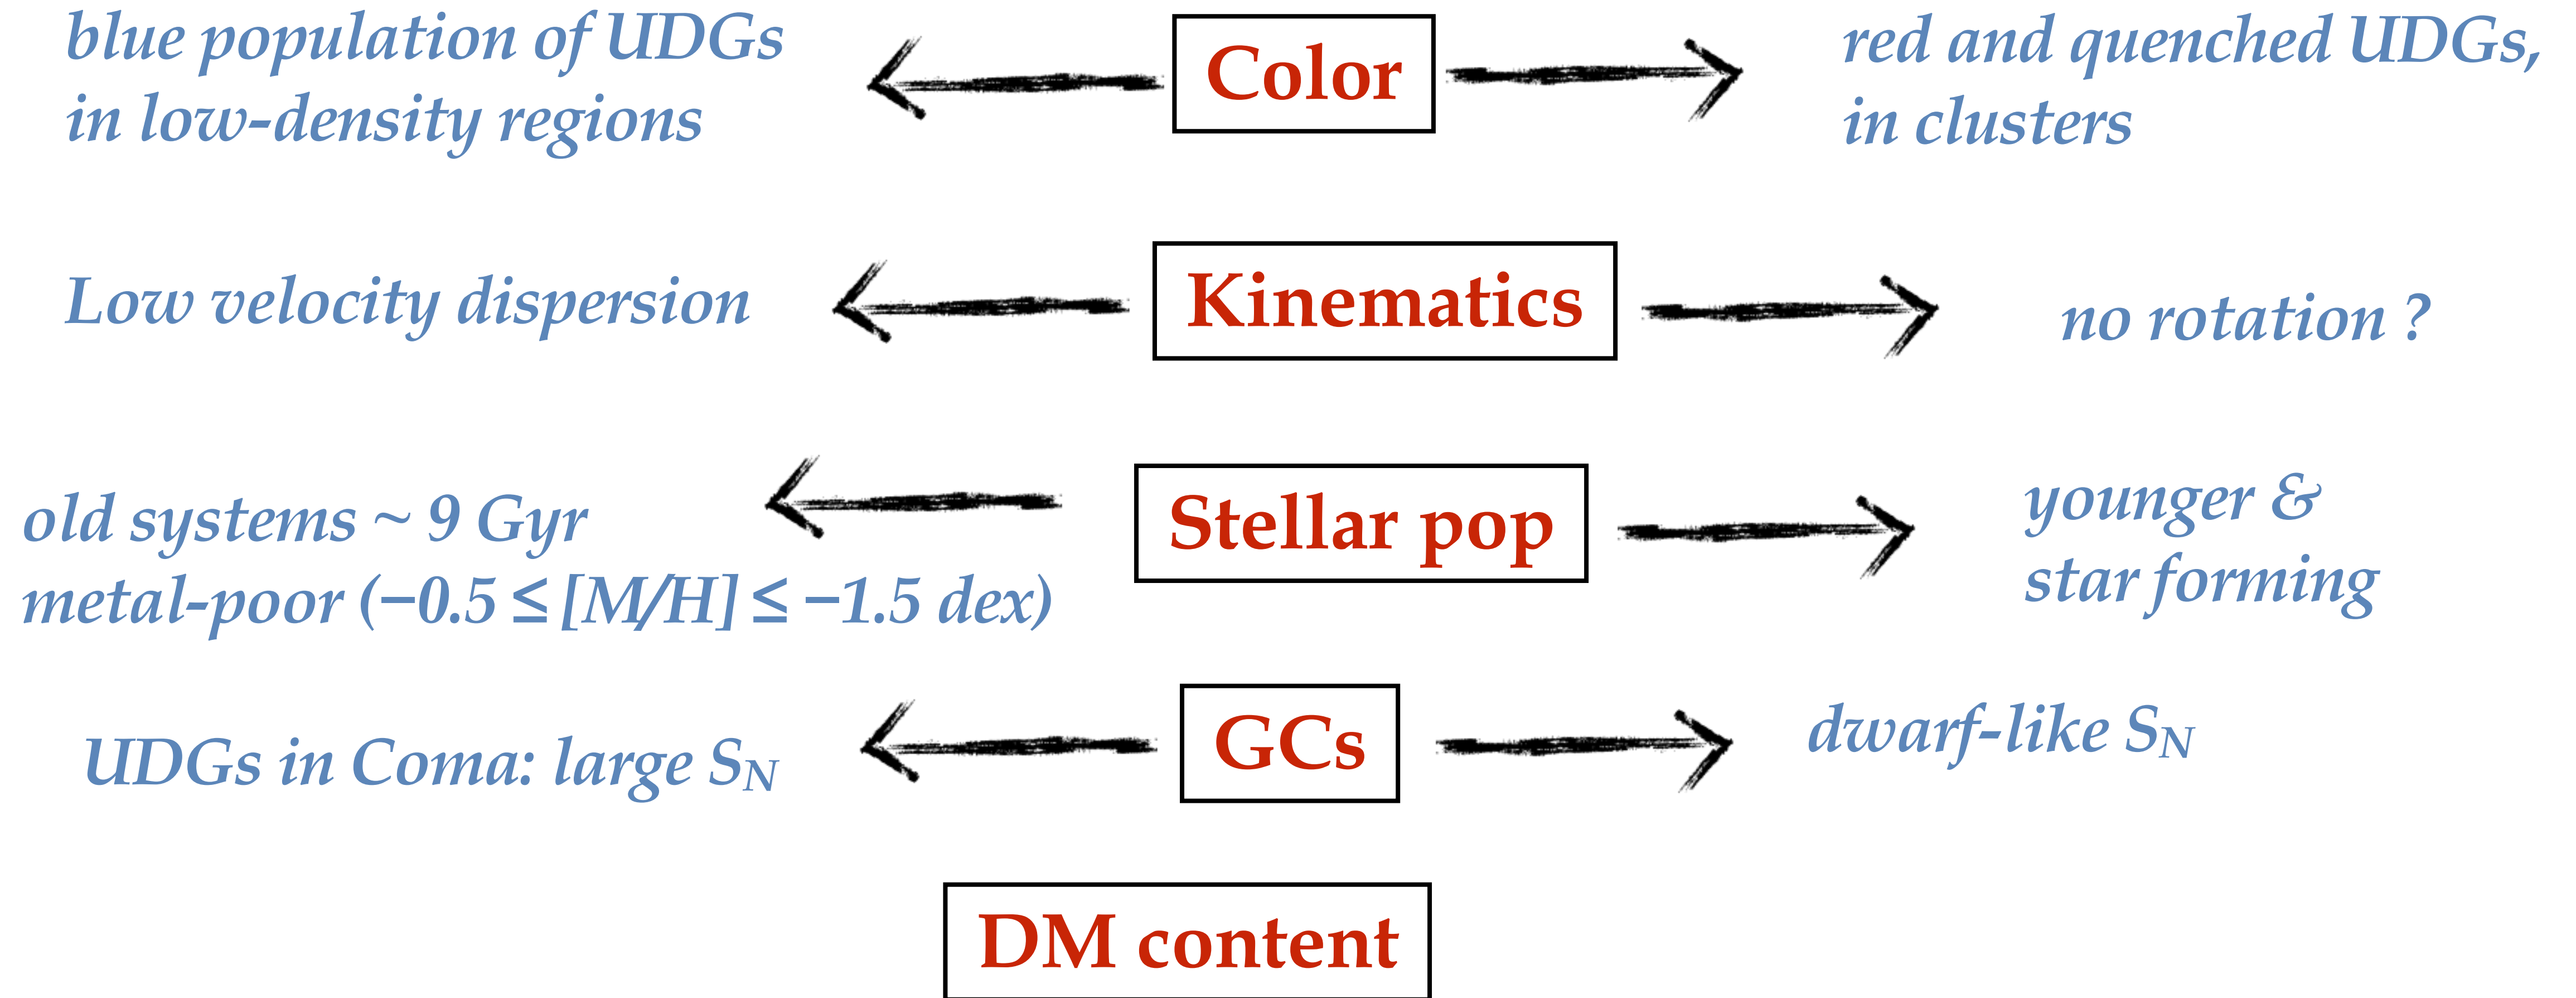 blue population of UDGs
in low-density regions
Color
red and quenched UDGs,
in clusters
Low velocity dispersion
Kinematics
no rotation ?
old systems ~ 9 Gyr
metal-poor (−0.5 ≤ [M/H] ≤ −1.5 dex)
Stellar pop
younger &
star forming
UDGs in Coma: large SN
GCs
dwarf-like SN
DM content